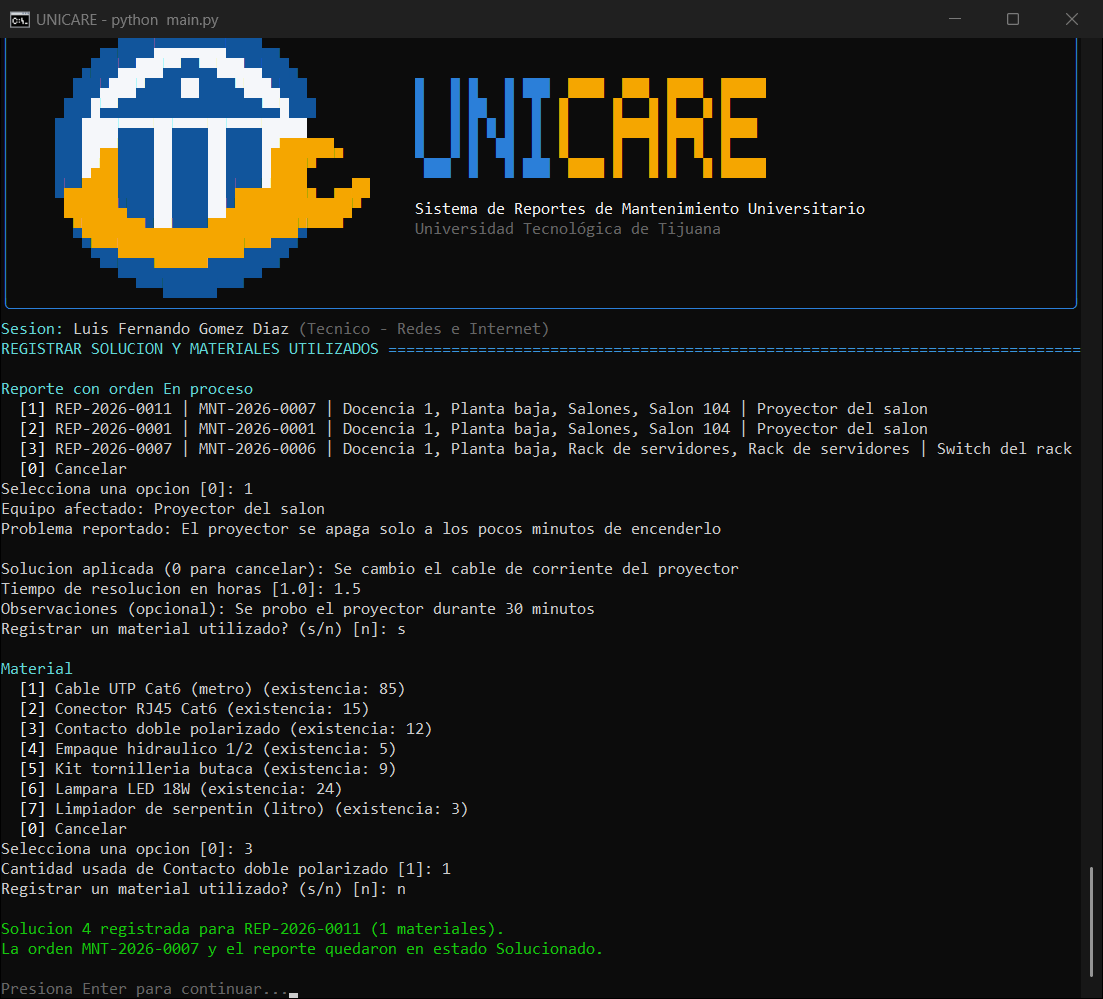 UNICARE - python  main.py
UNICARE
Sistema de Reportes de Mantenimiento Universitario
Universidad Tecnológica de Tijuana
Sesion: Luis Fernando Gomez Diaz (Tecnico - Redes e Internet)
REGISTRAR SOLUCION Y MATERIALES UTILIZADOS =============================================================================
Reporte con orden En proceso
[1] REP-2026-0011 | MNT-2026-0007 | Docencia 1, Planta baja, Salones, Salon 104 | Proyector del salon
[2] REP-2026-0001 | MNT-2026-0001 | Docencia 1, Planta baja, Salones, Salon 104 | Proyector del salon
[3] REP-2026-0007 | MNT-2026-0006 | Docencia 1, Planta baja, Rack de servidores, Rack de servidores | Switch del rack
[0] Cancelar
Selecciona una opcion [0]: 1
Equipo afectado: Proyector del salon
Problema reportado: El proyector se apaga solo a los pocos minutos de encenderlo
Solucion aplicada (0 para cancelar): Se cambio el cable de corriente del proyector
Tiempo de resolucion en horas [1.0]: 1.5
Observaciones (opcional): Se probo el proyector durante 30 minutos
Registrar un material utilizado? (s/n) [n]: s
Material
[1] Cable UTP Cat6 (metro) (existencia: 85)
[2] Conector RJ45 Cat6 (existencia: 15)
[3] Contacto doble polarizado (existencia: 12)
[4] Empaque hidraulico 1/2 (existencia: 5)
[5] Kit tornilleria butaca (existencia: 9)
[6] Lampara LED 18W (existencia: 24)
[7] Limpiador de serpentin (litro) (existencia: 3)
[0] Cancelar
Selecciona una opcion [0]: 3
Cantidad usada de Contacto doble polarizado [1]: 1
Registrar un material utilizado? (s/n) [n]: n
Solucion 4 registrada para REP-2026-0011 (1 materiales).
La orden MNT-2026-0007 y el reporte quedaron en estado Solucionado.
Presiona Enter para continuar...